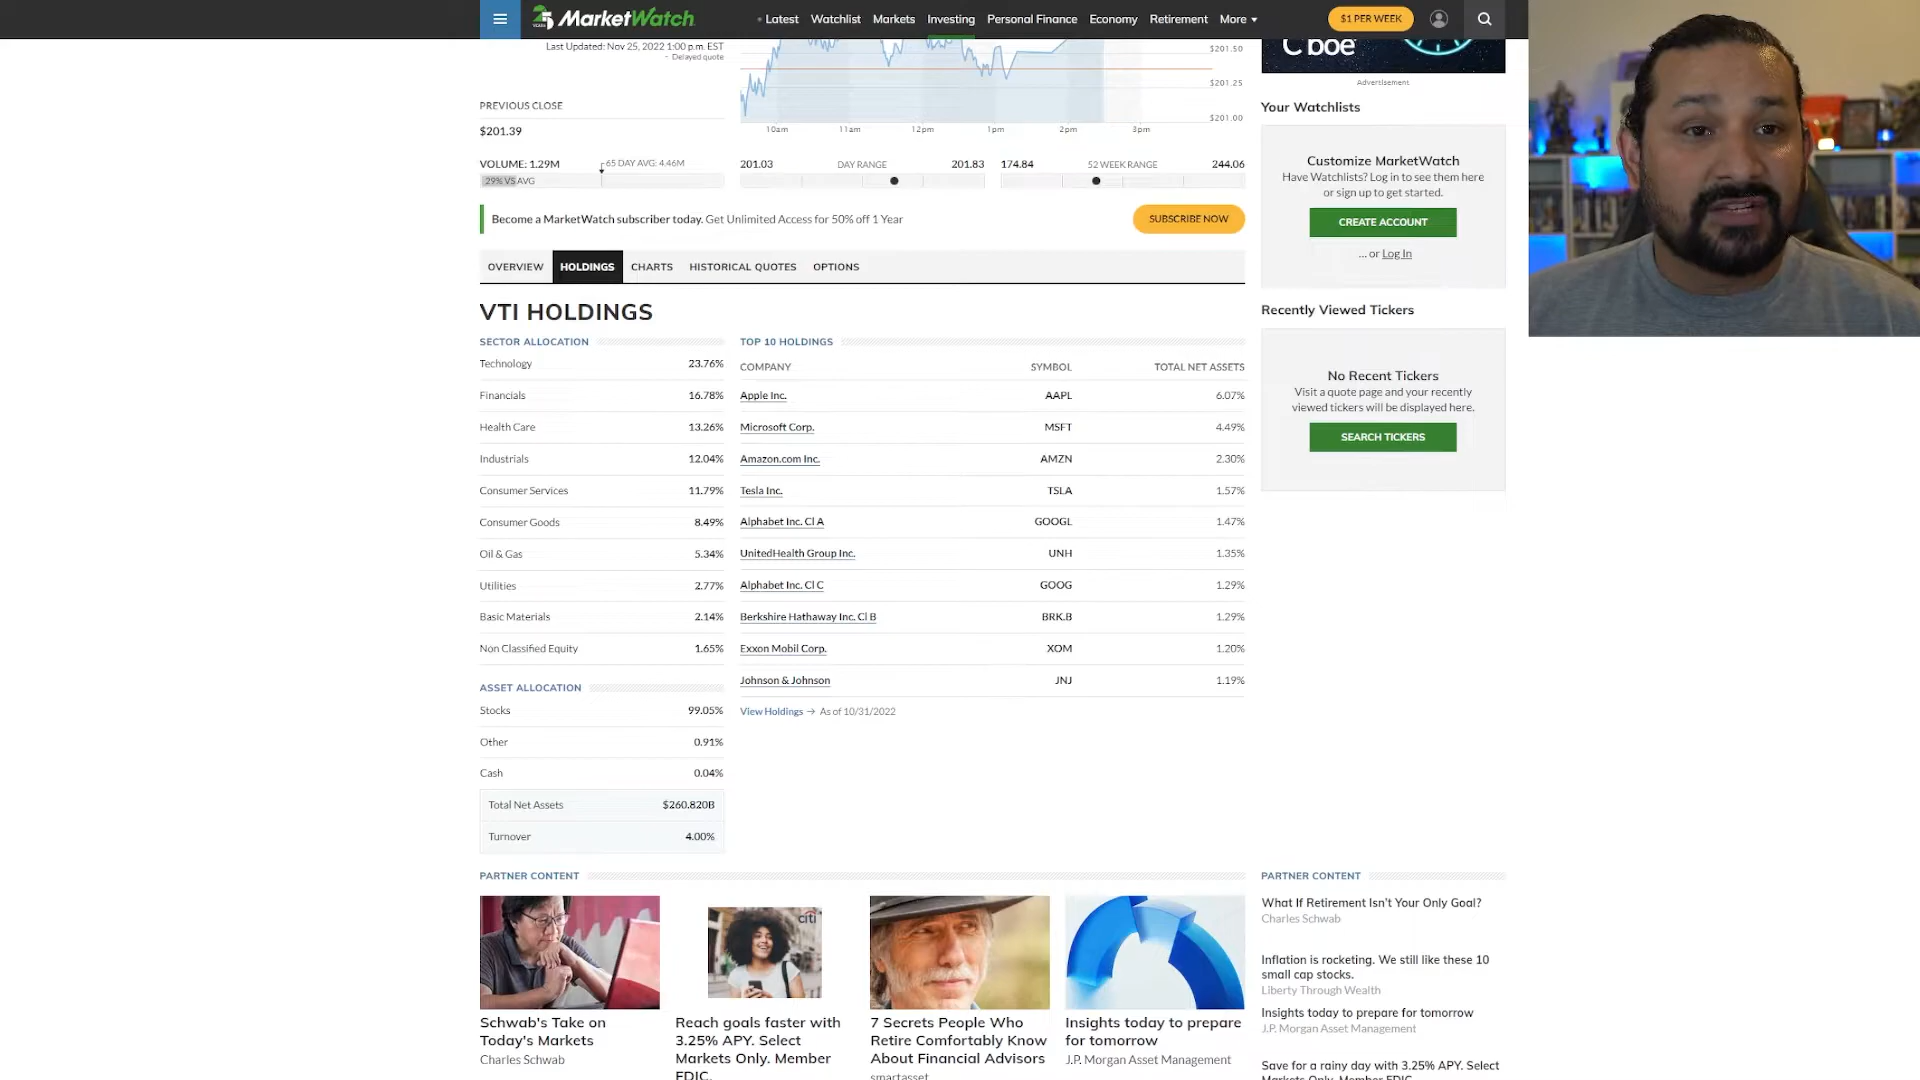 25 YEARS MarketWatch
Latest Watchlist Markets Investing Personal Finance Economy Retirement More
$1 PER WEEK
Last Updated: Nov 25, 2022 1:00 p.m. EST
Delayed quote
PREVIOUS CLOSE
$201.39
$201.50
$201.25
$201.00
10am 11am 12pm 1pm 2pm 3pm
VOLUME: 1.29M
65 DAY AVG: 4.46M
29% VS AVG
201.03 DAY RANGE 201.83
174.84 52 WEEK RANGE 244.06
Become a MarketWatch subscriber today. Get Unlimited Access for 50% off 1 Year
SUBSCRIBE NOW
OVERVIEW HOLDINGS CHARTS HISTORICAL QUOTES OPTIONS
VTI HOLDINGS
SECTOR ALLOCATION
Technology 23.76%
Financials 16.78%
Health Care 13.26%
Industrials 12.04%
Consumer Services 11.79%
Consumer Goods 8.49%
Oil & Gas 5.34%
Utilities 2.77%
Basic Materials 2.14%
Non Classified Equity 1.65%
ASSET ALLOCATION
Stocks 99.05%
Other 0.91%
Cash 0.04%
Total Net Assets $260.820B
Turnover 4.00%
TOP 10 HOLDINGS
COMPANY SYMBOL TOTAL NET ASSETS
Apple Inc. AAPL 6.07%
Microsoft Corp. MSFT 4.49%
Amazon.com Inc. AMZN 2.30%
Tesla Inc. TSLA 1.57%
Alphabet Inc. Cl A GOOGL 1.47%
UnitedHealth Group Inc. UNH 1.35%
Alphabet Inc. Cl C GOOG 1.29%
Berkshire Hathaway Inc. Cl B BRK.B 1.29%
Exxon Mobil Corp. XOM 1.20%
Johnson & Johnson JNJ 1.19%
View Holdings → As of 10/31/2022
Cboe
Advertisement
Your Watchlists
Customize MarketWatch
Have Watchlists? Log in to see them here
or sign up to get started.
CREATE ACCOUNT
... or Log In
Recently Viewed Tickers
No Recent Tickers
Visit a quote page and your recently
viewed tickers will be displayed here.
SEARCH TICKERS
PARTNER CONTENT
citi
Schwab's Take on
Today's Markets
Charles Schwab
Reach goals faster with
3.25% APY. Select
Markets Only. Member
FDIC.
7 Secrets People Who
Retire Comfortably Know
About Financial Advisors
smartasset
Insights today to prepare
for tomorrow
J.P. Morgan Asset Management
PARTNER CONTENT
What If Retirement Isn't Your Only Goal?
Charles Schwab
Inflation is rocketing. We still like these 10
small cap stocks.
Liberty Through Wealth
Insights today to prepare for tomorrow
J.P. Morgan Asset Management
Save for a rainy day with 3.25% APY. Select
Markets Only. Member FDIC